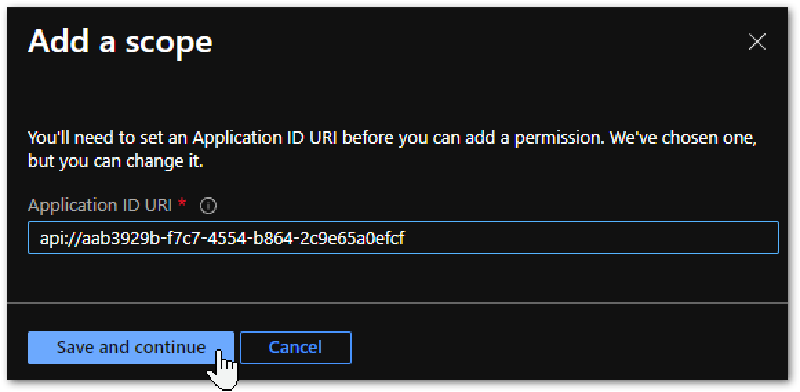 Add a scope
You'll need to set an Application ID URI before you can add a permission. We've chosen one,
but you can change it.
Application ID URI *
api://aab3929b-f7c7-4554-b864-2c9e65a0efcf
Save and continue
Cancel